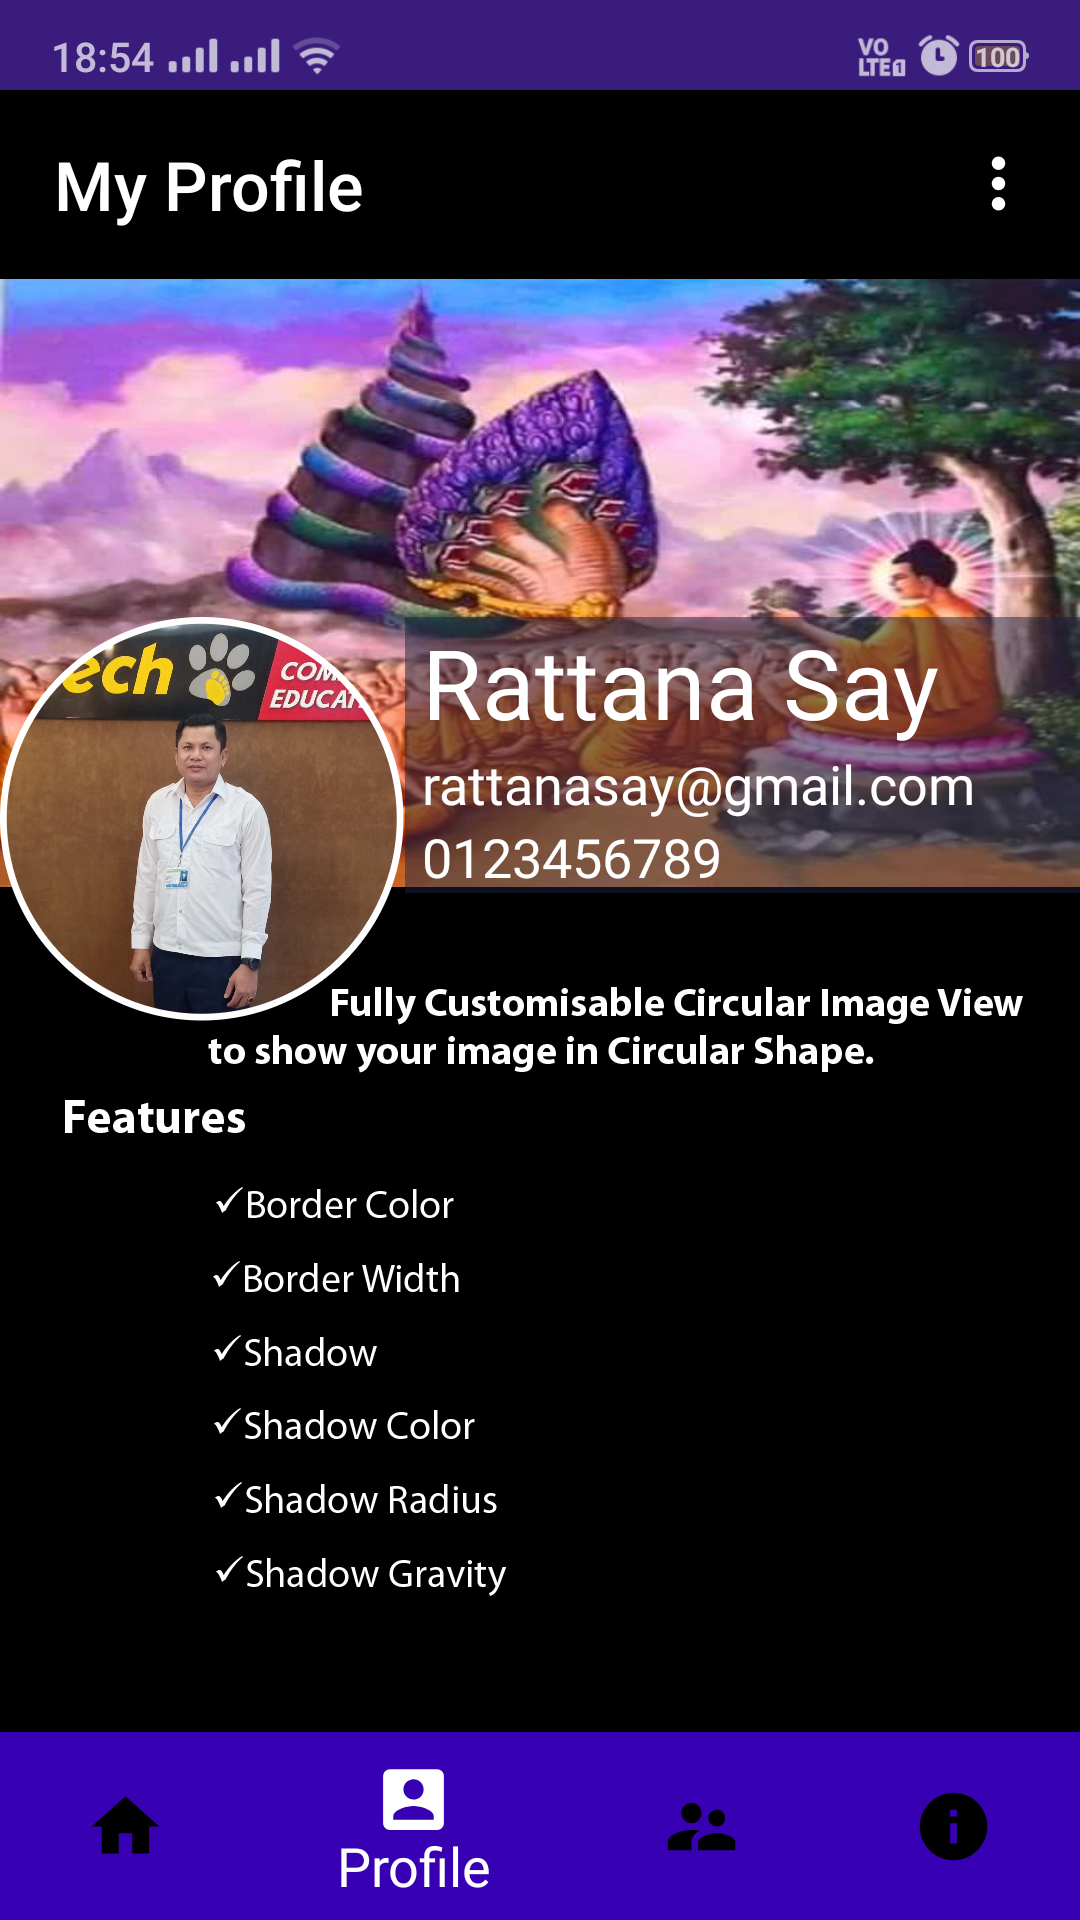 18:54
VO
LTE1
100
My Profile
ech
COM
EDUCAT
Rattana Say
rattanasay@gmail.com
0123456789
Fully Customisable Circular Image View
to show your image in Circular Shape.
Features
✓Border Color
✓Border Width
✓Shadow
✓Shadow Color
✓Shadow Radius
✓Shadow Gravity
Profile